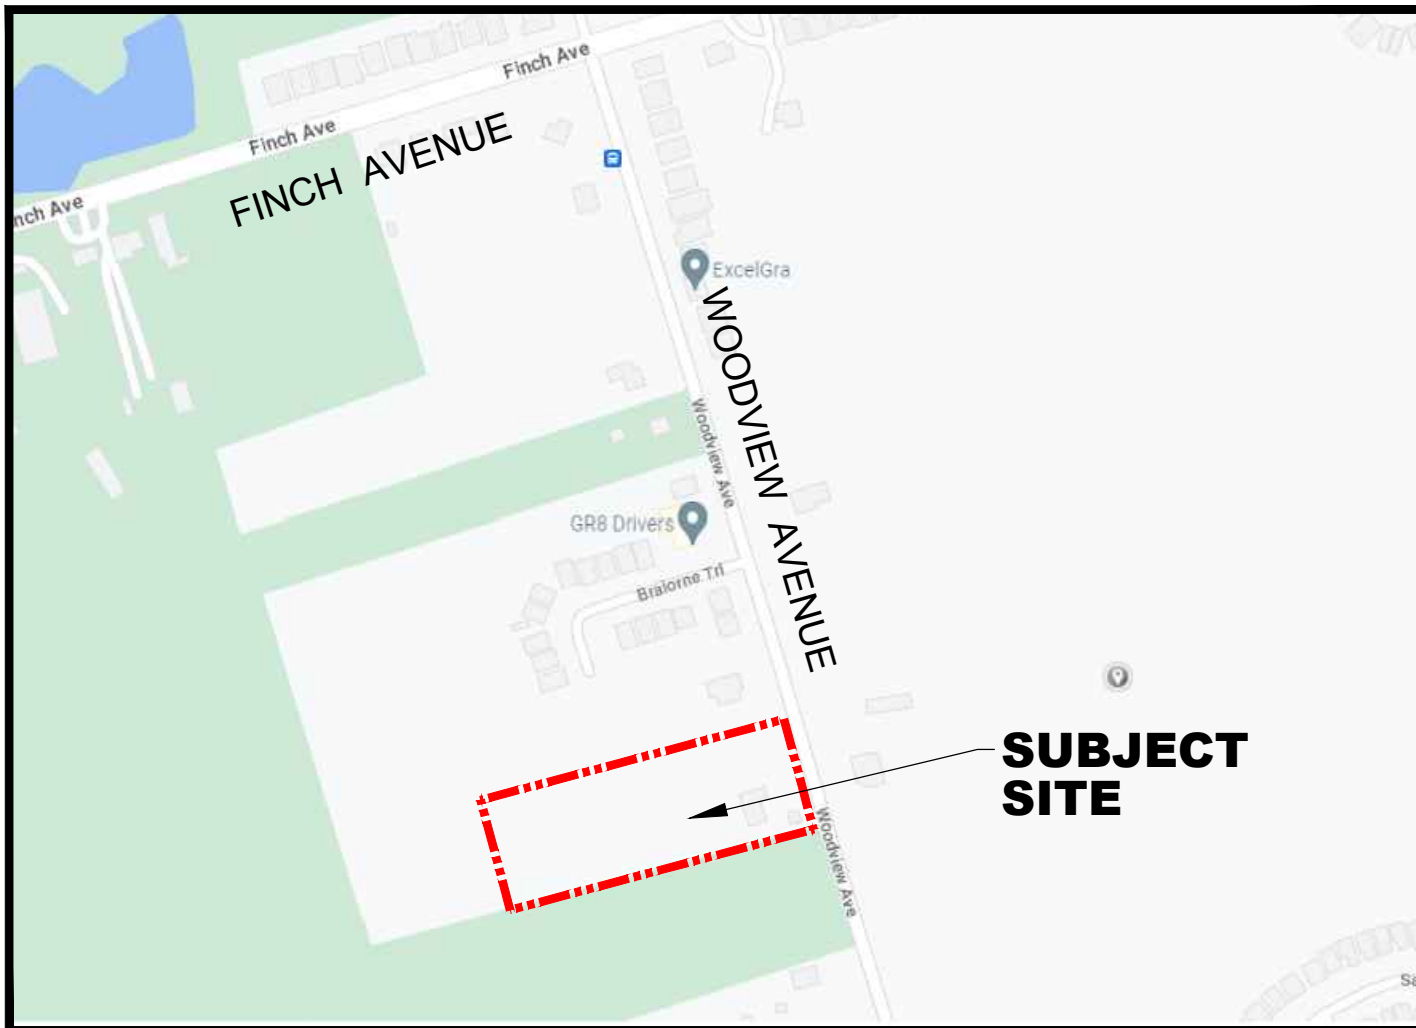 Finch Ave
Finch Ave
nch Ave
FINCH AVENUE
ExcelGra
WOODVIEW AVENUE
Woodview Ave
GR8 Drivers
Bralorne Trl
SUBJECT
SITE
Woodview Ave
Sa